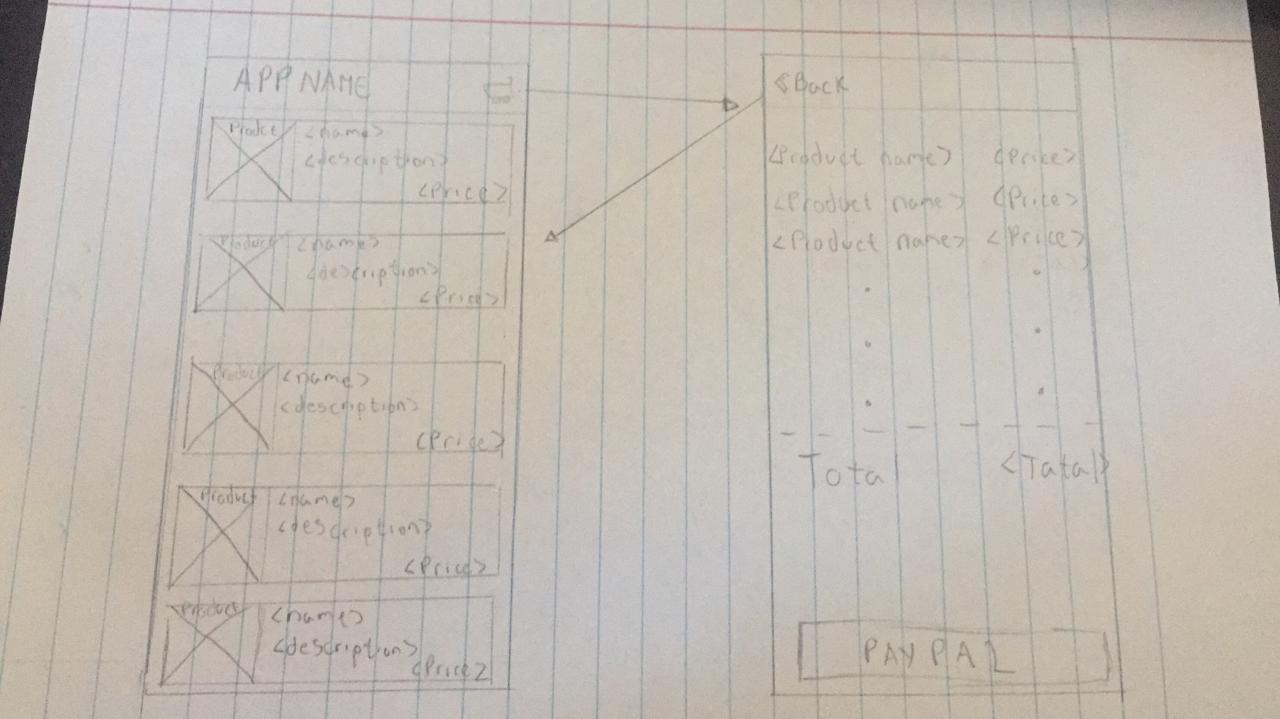 APP NAME
Product
<name>
<description>
<Price>
Product
<name>
<description>
<Price>
Product
<name>
<description>
<Price>
Product
<name>
<description>
<Price>
Product
<name>
<description>
<Price>
<Back
<Product name> <Price>
<Product name> <Price>
<Product name> <Price>
Total <Tatal>
PAYPAL